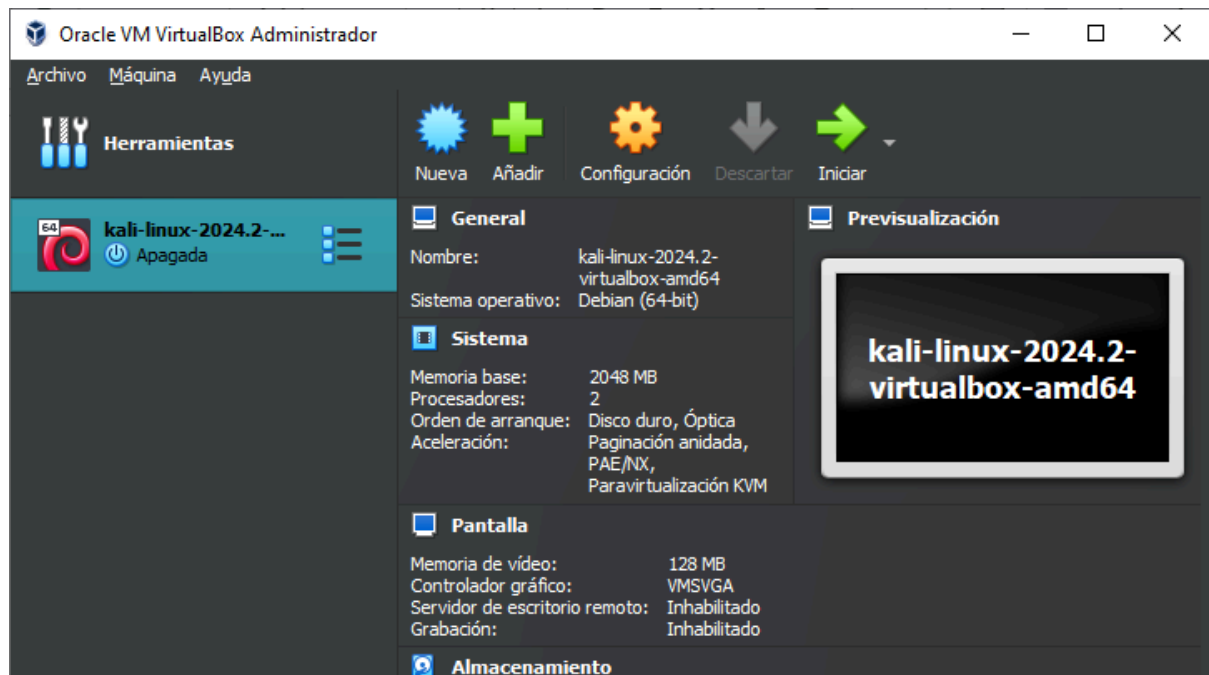 Oracle VM VirtualBox Administrador
Archivo Máquina Ayuda
Herramientas
Nueva Añadir Configuración Descartar Iniciar
64
kali-linux-2024.2-...
Apagada
General
Nombre: kali-linux-2024.2-
virtualbox-amd64
Sistema operativo: Debian (64-bit)
Sistema
Memoria base: 2048 MB
Procesadores: 2
Orden de arranque: Disco duro, Óptica
Aceleración: Paginación anidada,
PAE/NX,
Paravirtualización KVM
Previsualización
kali-linux-2024.2-
virtualbox-amd64
Pantalla
Memoria de vídeo: 128 MB
Controlador gráfico: VMSVGA
Servidor de escritorio remoto: Inhabilitado
Grabación: Inhabilitado
Almacenamiento